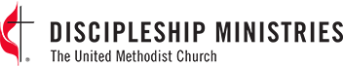 DISCIPLESHIP MINISTRIES
The United Methodist Church
®